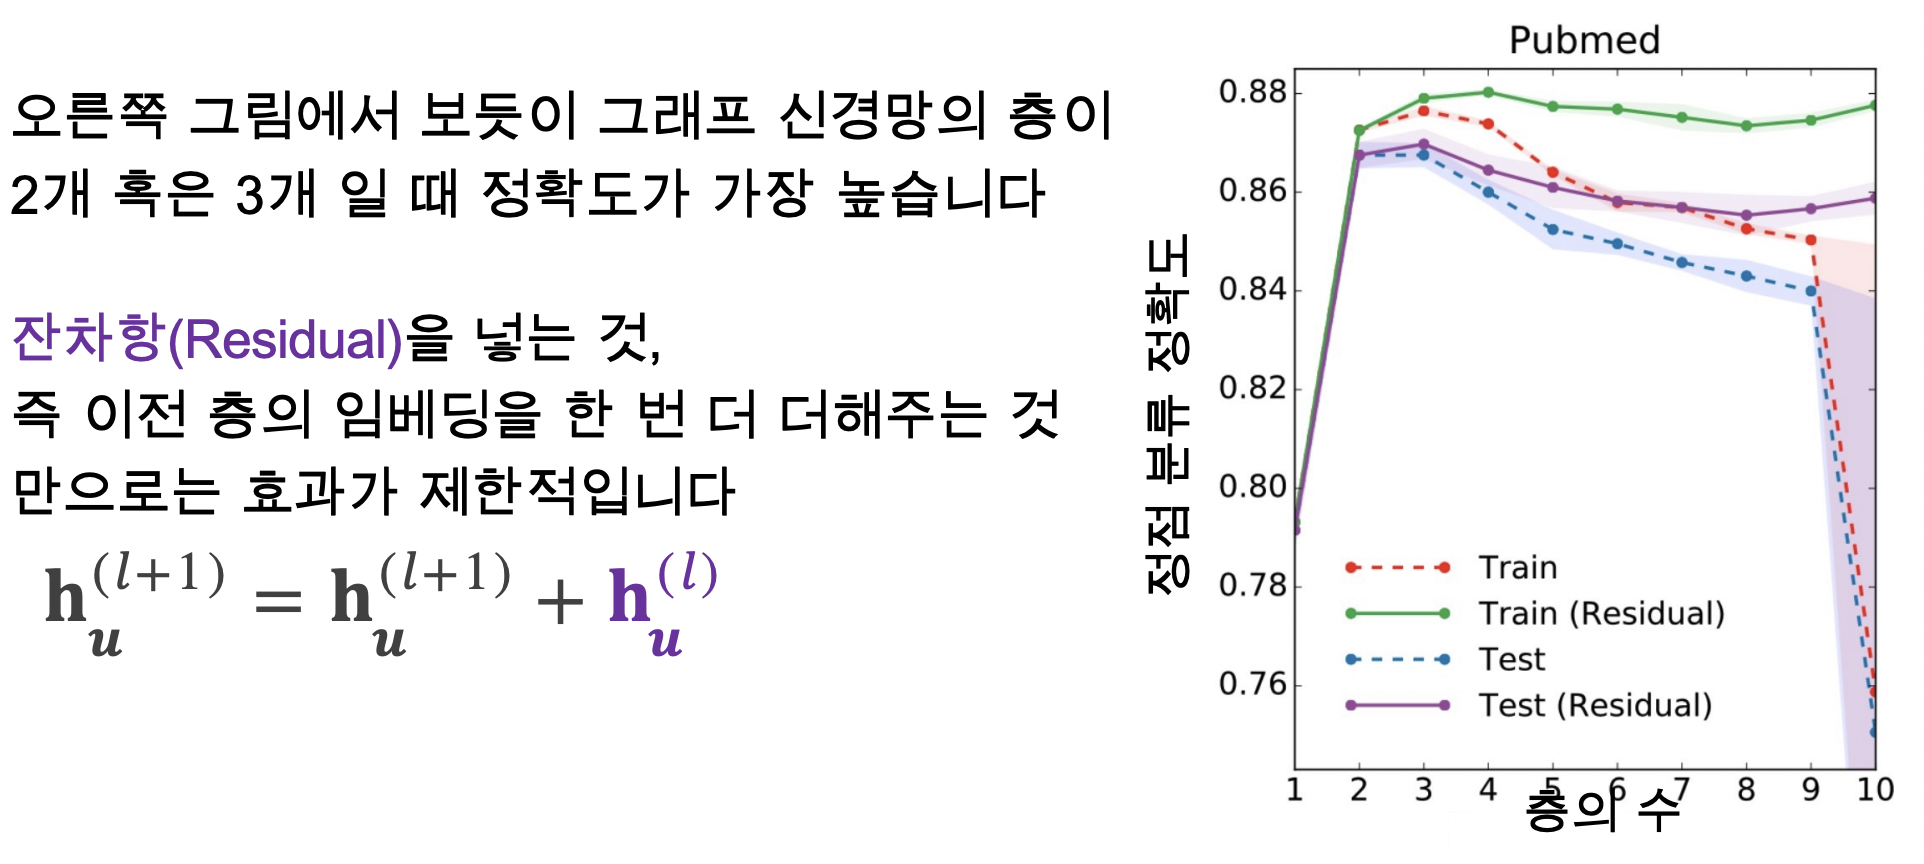 오른쪽 그림에서 보듯이 그래프 신경망의 층이
2개 혹은 3개 일 때 정확도가 가장 높습니다
잔차항(Residual)을 넣는 것,
즉 이전 층의 임베딩을 한 번 더 더해주는 것
만으로는 효과가 제한적입니다
h_u^(l+1) = h_u^(l+1) + h_u^(l)
Pubmed
정점 분류 정확도
0.88
0.86
0.84
0.82
0.80
0.78
0.76
Train
Train (Residual)
Test
Test (Residual)
1 2 3 4 5 6 7 8 9 10
층의 수